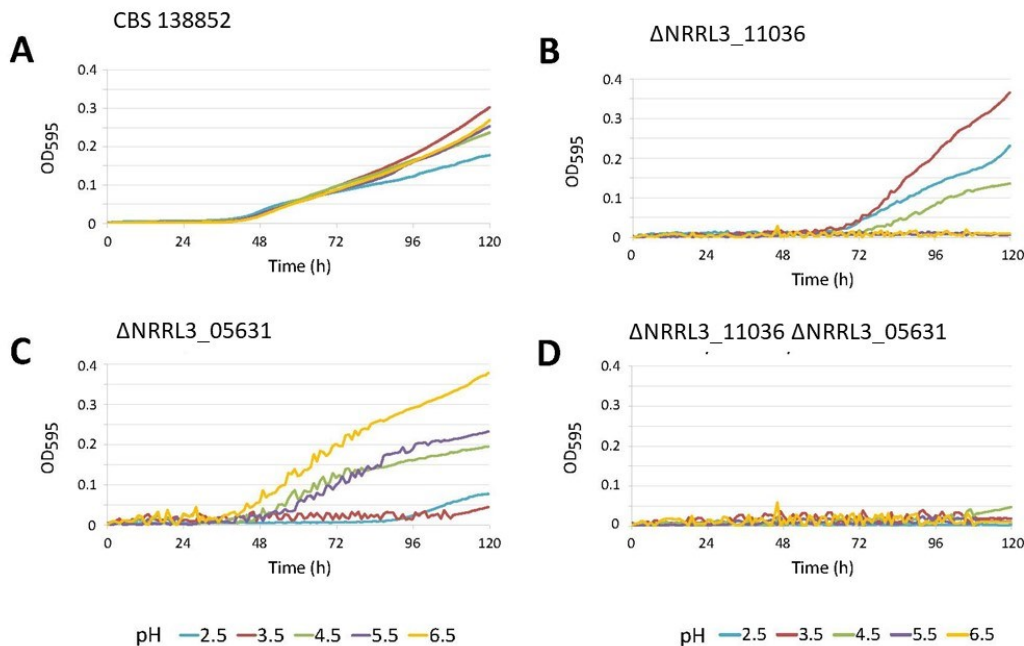 A
CBS 138852
0.4
0.3
0.2
0.1
0
OD595
0 24 48 72 96 120
Time (h)
B
ΔNRRL3_11036
0.4
0.3
0.2
0.1
0
OD595
0 24 48 72 96 120
Time (h)
C
ΔNRRL3_05631
0.4
0.3
0.2
0.1
0
OD595
0 24 48 72 96 120
Time (h)
D
ΔNRRL3_11036 ΔNRRL3_05631
0.4
0.3
0.2
0.1
0
OD595
0 24 48 72 96 120
Time (h)
pH 2.5 3.5 4.5 5.5 6.5
pH 2.5 3.5 4.5 5.5 6.5